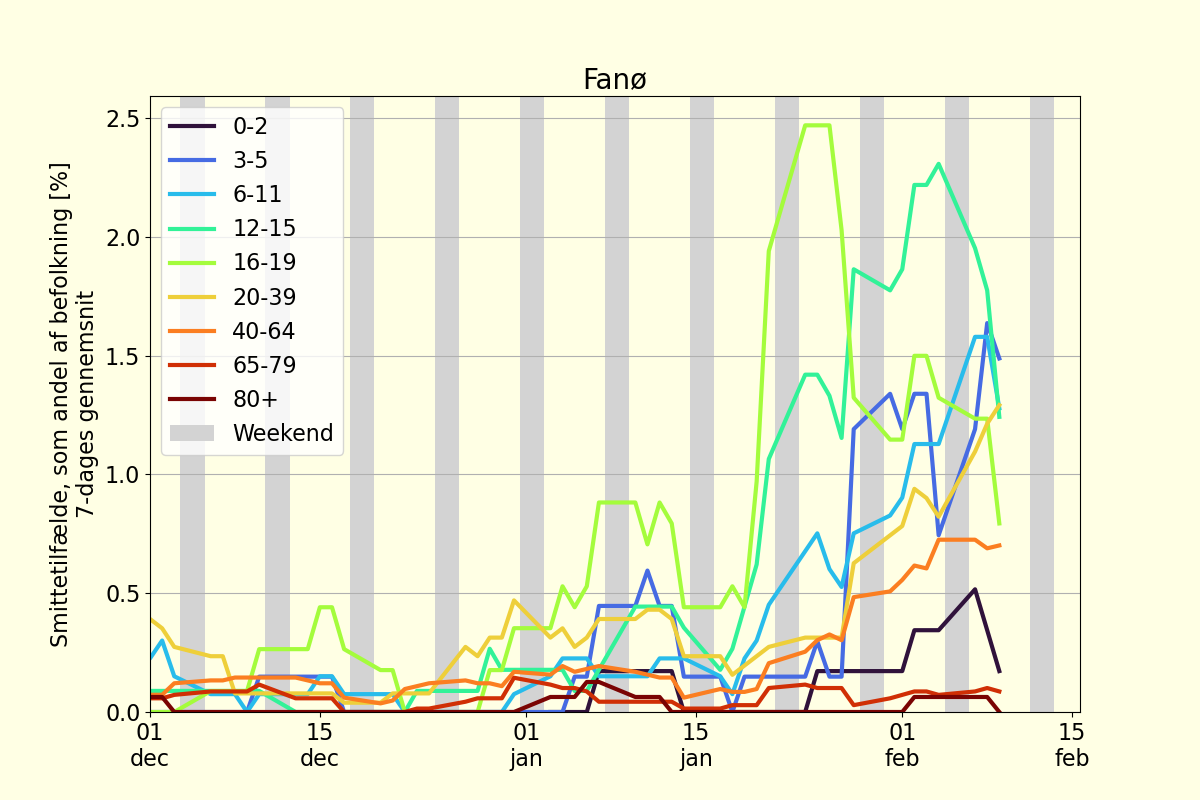 Fanø
Smittetilfælde, som andel af befolkning [%]
7-dages gennemsnit
2.5
2.0
1.5
1.0
0.5
0.0
0-2
3-5
6-11
12-15
16-19
20-39
40-64
65-79
80+
Weekend
01 15 01 15 01 15
dec dec jan jan feb feb